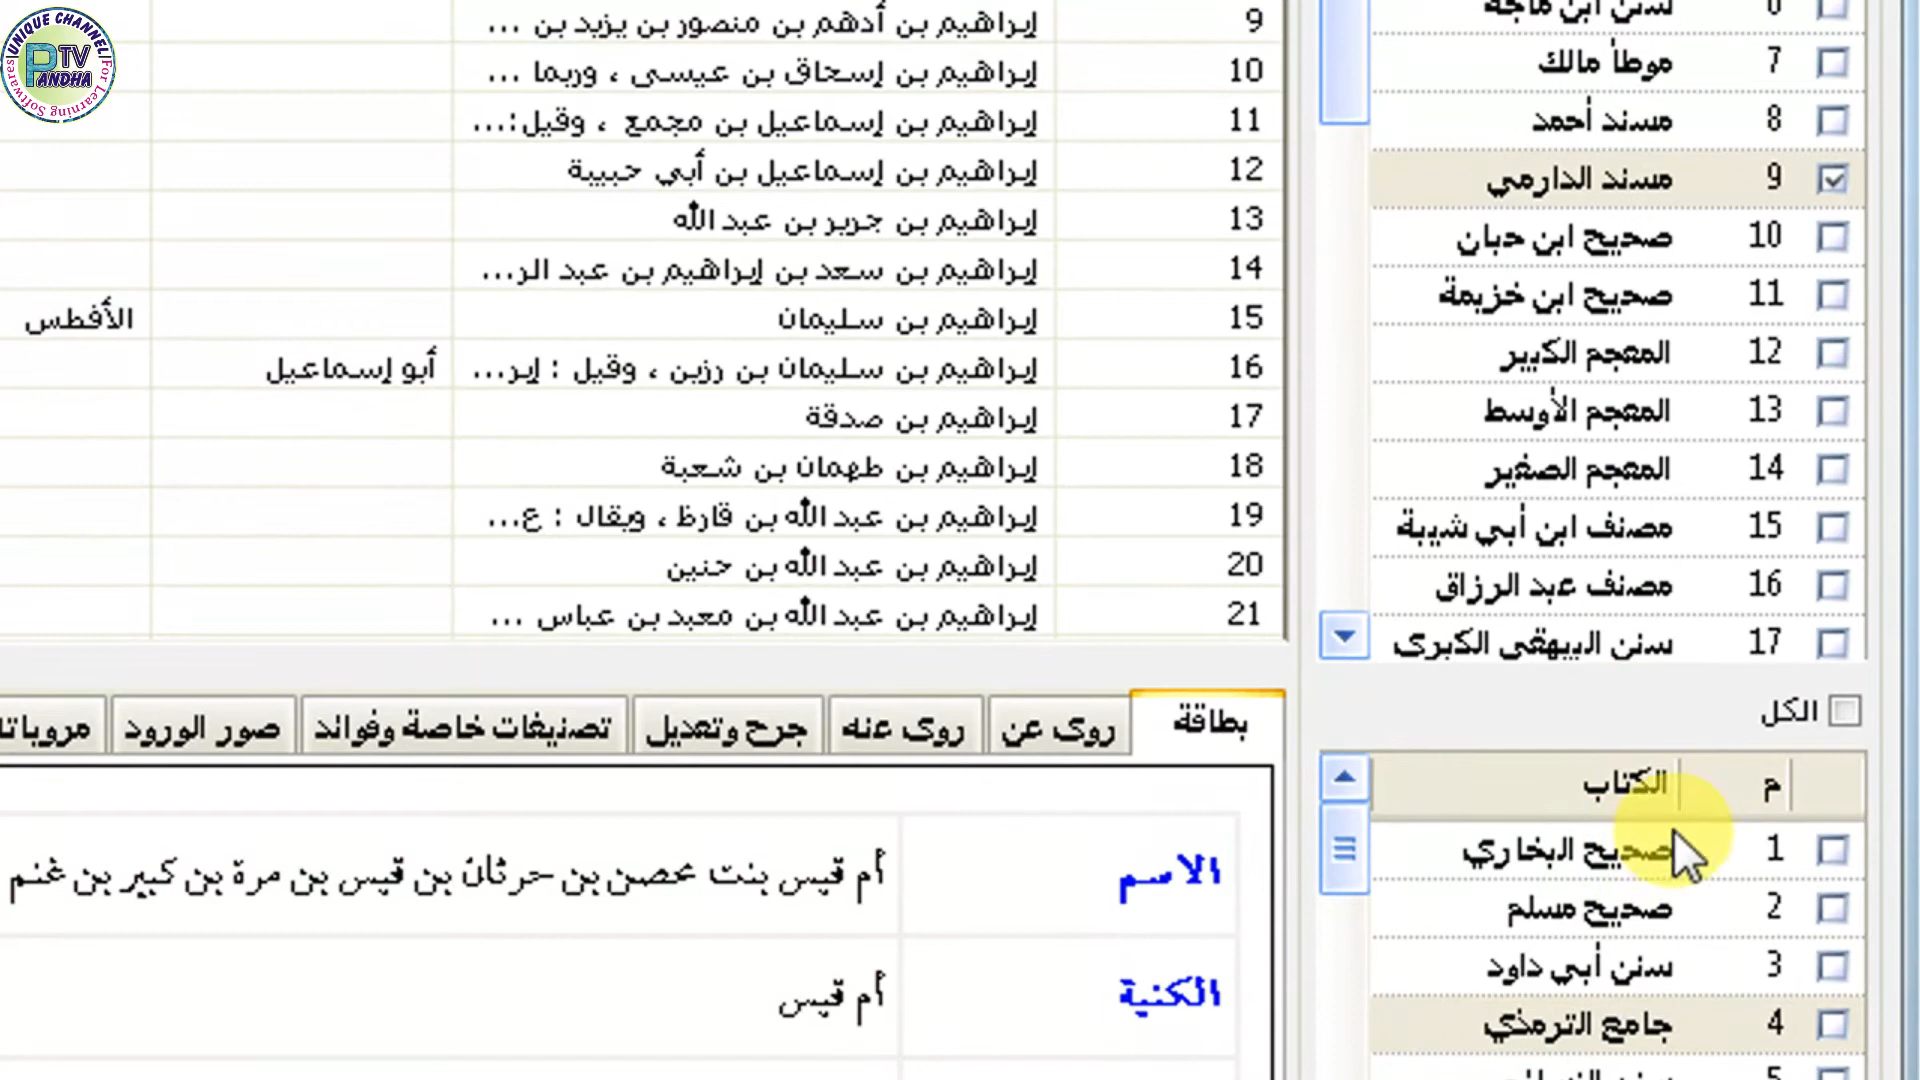 UNIQUE CHANNEL
PTV
PANDHA
For Learning Softwares
9 إبراهيم بن أدهم بن منصور بن يزيد بن ...
10 إبراهيم بن إسحاق بن عيسى ، وربما ...
11 إبراهيم بن إسماعيل بن مجمع ، وقيل:...
12 إبراهيم بن إسماعيل بن أبي حبيبة
13 إبراهيم بن جرير بن عبد الله
14 إبراهيم بن سعد بن إبراهيم بن عبد الر...
15 إبراهيم بن سليمان الأفطس
16 إبراهيم بن سليمان بن رزين ، وقيل : إبر... أبو إسماعيل
17 إبراهيم بن صدقة
18 إبراهيم بن طهمان بن شعبة
19 إبراهيم بن عبد الله بن قارظ ، ويقال : ع...
20 إبراهيم بن عبد الله بن حنين
21 إبراهيم بن عبد الله بن معبد بن عباس ...
6 سنن ابن ماجه
7 موطأ مالك
8 مسند أحمد
9 مسند الدارمي
10 صحيح ابن حبان
11 صحيح ابن خزيمة
12 المعجم الكبير
13 المعجم الأوسط
14 المعجم الصغير
15 مصنف ابن أبي شيبة
16 مصنف عبد الرزاق
17 سنن البيهقي الكبرى
الكل
م الكتاب
1 صحيح البخاري
2 صحيح مسلم
3 سنن أبي داود
4 جامع الترمذي
5
بطاقة روى عن روى عنه جرح وتعديل تصنيفات خاصة وفوائد صور الورود
الاسم أم قيس بنت محصن بن حرثان بن قيس بن مرة بن كبير بن غنم
الكنية أم قيس